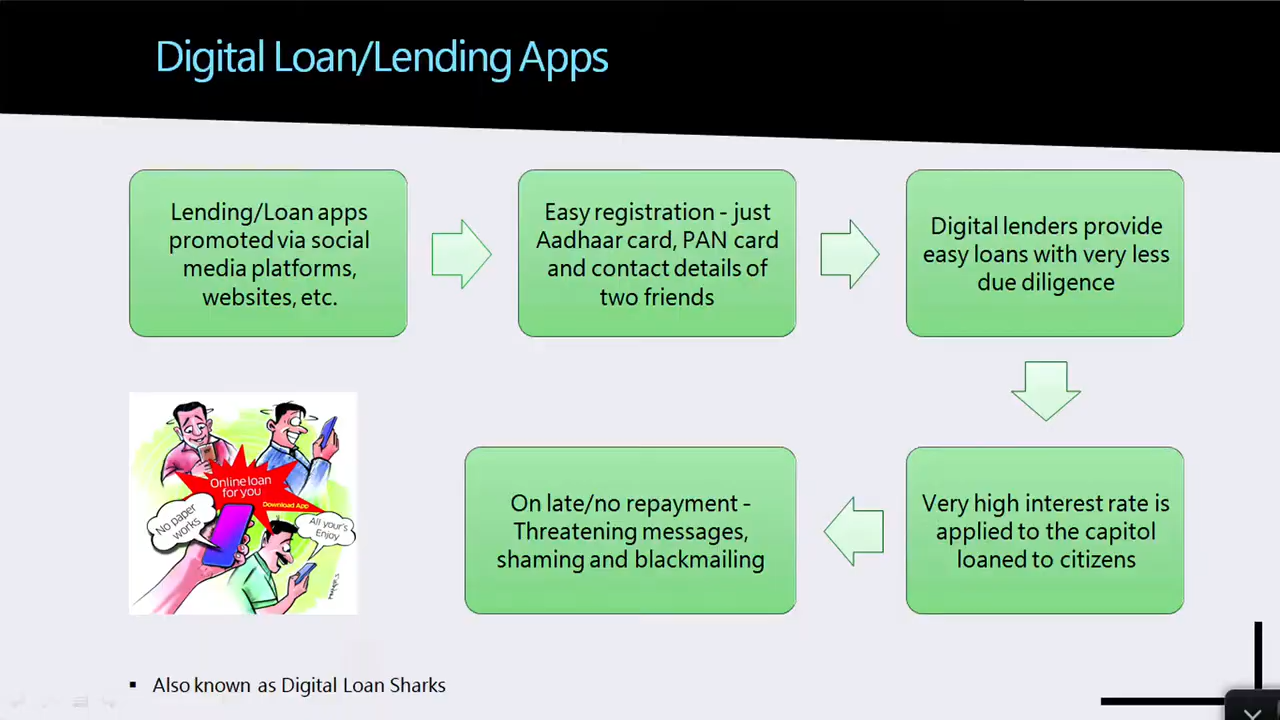 Digital Loan/Lending Apps
Lending/Loan apps
promoted via social
media platforms,
websites, etc.
Easy registration - just
Aadhaar card, PAN card
and contact details of
two friends
Digital lenders provide
easy loans with very less
due diligence
Very high interest rate is
applied to the capitol
loaned to citizens
On late/no repayment -
Threatening messages,
shaming and blackmailing
Online loan
for you
Download App
No paper
works
All your's
Enjoy
▪ Also known as Digital Loan Sharks